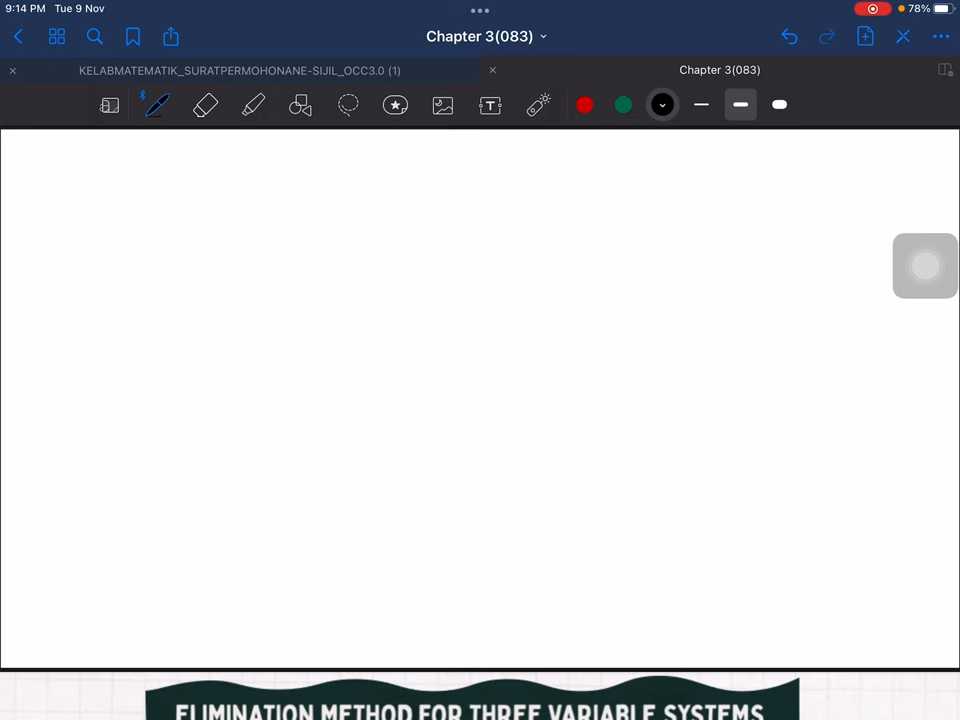 9:14 PM Tue 9 Nov
78%
Chapter 3(083)
KELABMATEMATIK_SURATPERMOHONANE-SIJIL_OCC3.0 (1)
Chapter 3(083)
T
ELIMINATION METHOD FOR THREE VARIABLE SYSTEMS